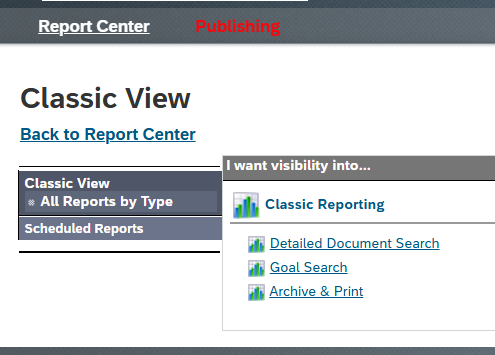 Report Center Publishing
Classic View
Back to Report Center
I want visibility into...
Classic View
All Reports by Type
Scheduled Reports
Classic Reporting
Detailed Document Search
Goal Search
Archive & Print